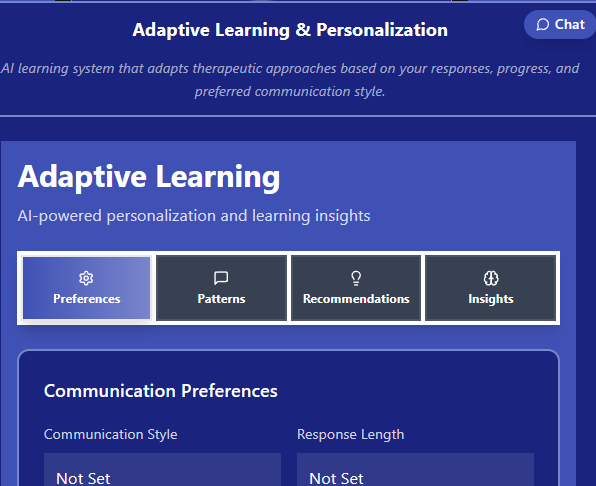 Adaptive Learning & Personalization
Chat
AI learning system that adapts therapeutic approaches based on your responses, progress, and
preferred communication style.
Adaptive Learning
AI-powered personalization and learning insights
Preferences
Patterns
Recommendations
Insights
Communication Preferences
Communication Style
Response Length
Not Set
Not Set